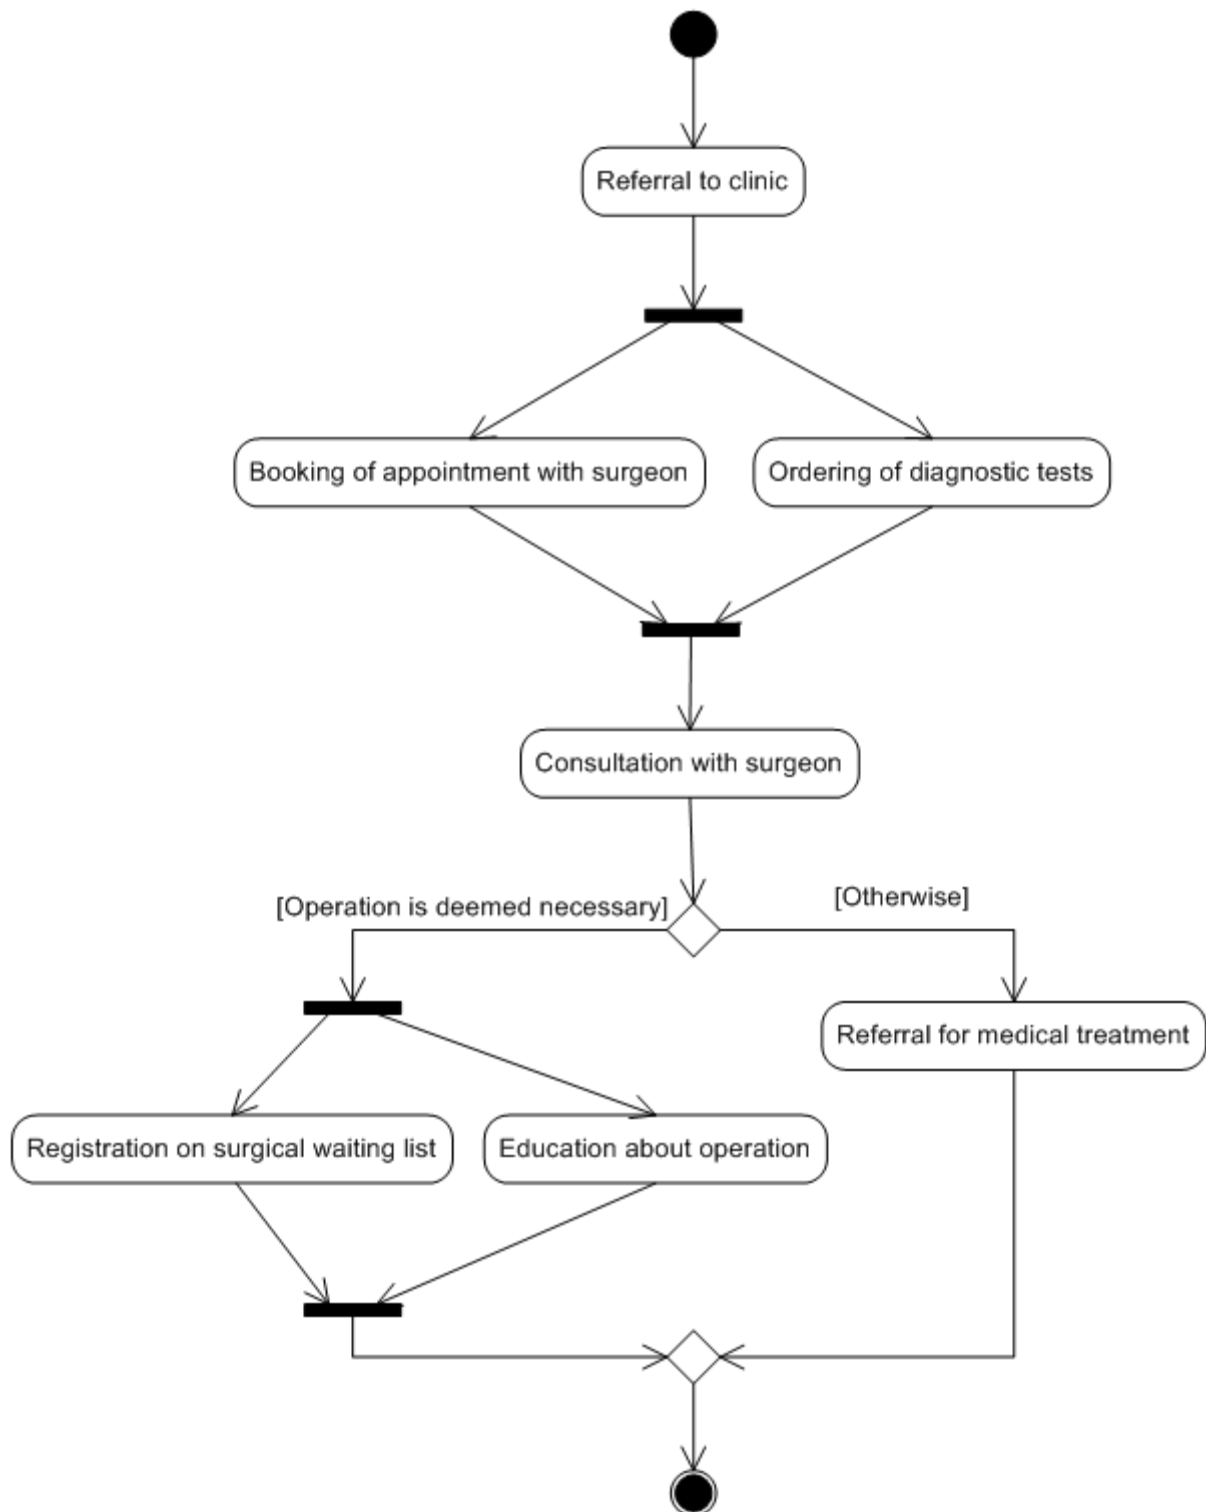 Referral to clinic
Booking of appointment with surgeon
Ordering of diagnostic tests
Consultation with surgeon
[Operation is deemed necessary]
[Otherwise]
Referral for medical treatment
Registration on surgical waiting list
Education about operation